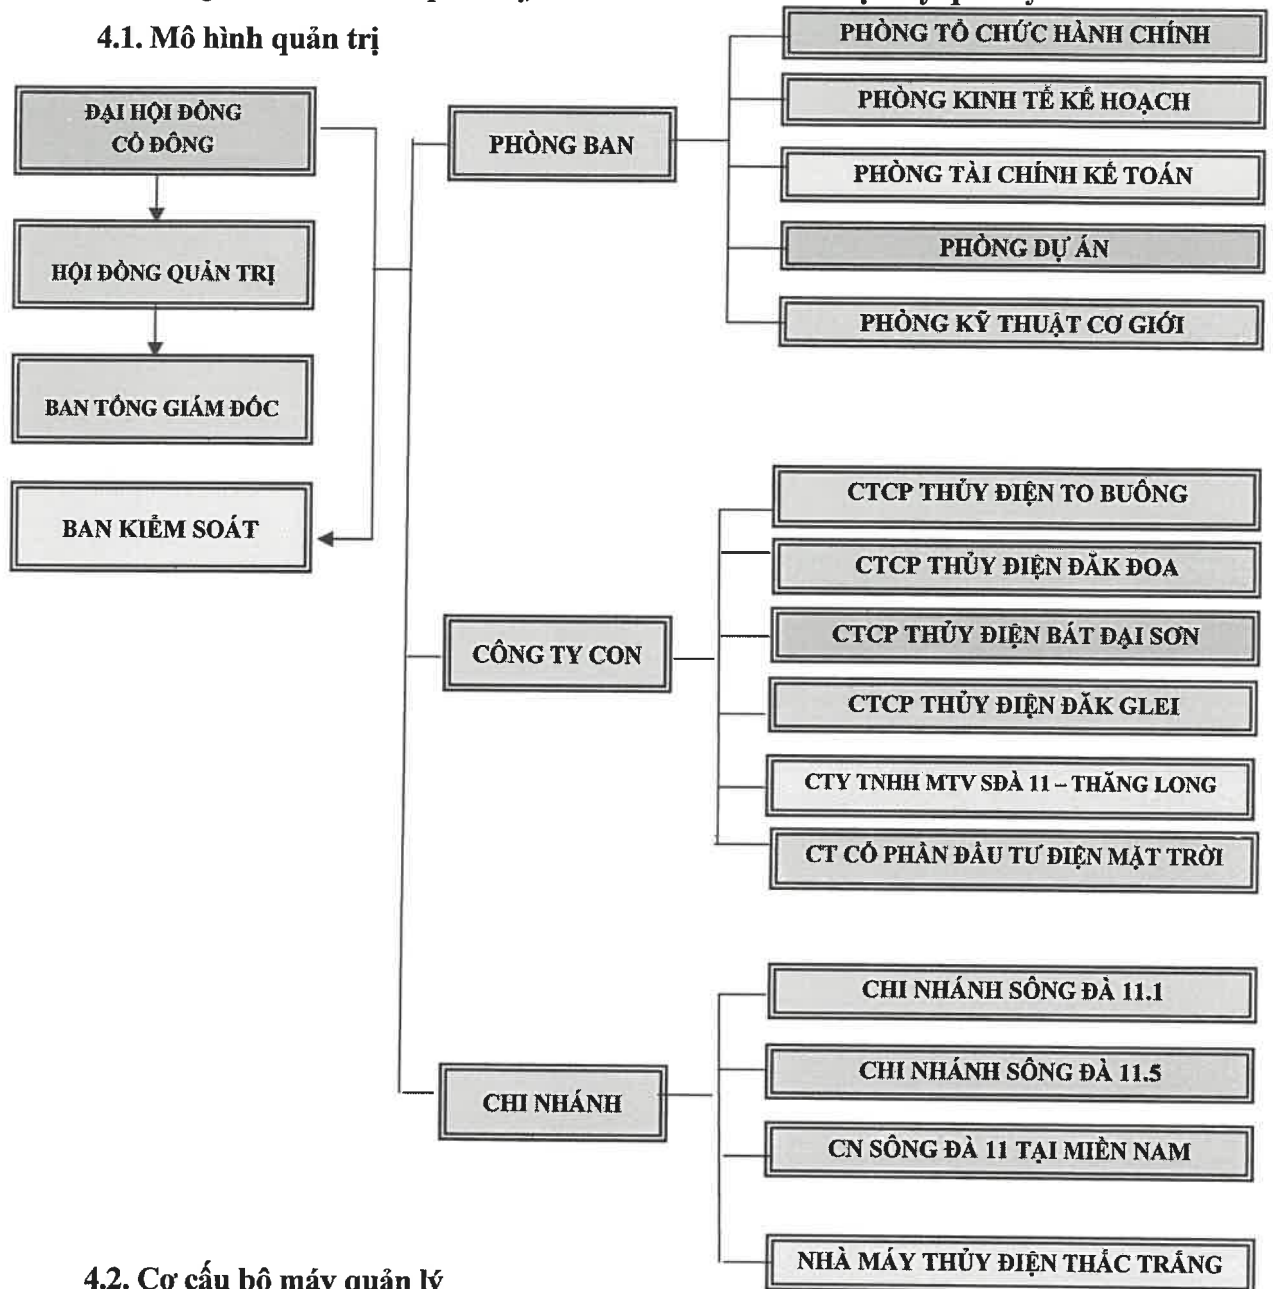 4.1. Mô hình quản trị
ĐẠI HỘI ĐỒNG
CỔ ĐÔNG
HỘI ĐỒNG QUẢN TRỊ
BAN TỔNG GIÁM ĐỐC
BAN KIỂM SOÁT
PHÒNG BAN
PHÒNG TỔ CHỨC HÀNH CHÍNH
PHÒNG KINH TẾ KẾ HOẠCH
PHÒNG TÀI CHÍNH KẾ TOÁN
PHÒNG DỰ ÁN
PHÒNG KỸ THUẬT CƠ GIỚI
CÔNG TY CON
CTCP THỦY ĐIỆN TO BUÔNG
CTCP THỦY ĐIỆN ĐĂK ĐOA
CTCP THỦY ĐIỆN BÁT ĐẠI SƠN
CTCP THỦY ĐIỆN ĐĂK GLEI
CTY TNHH MTV SĐÀ 11 – THĂNG LONG
CT CỔ PHẦN ĐẦU TƯ ĐIỆN MẶT TRỜI
CHI NHÁNH
CHI NHÁNH SÔNG ĐÀ 11.1
CHI NHÁNH SÔNG ĐÀ 11.5
CN SÔNG ĐÀ 11 TẠI MIỀN NAM
NHÀ MÁY THỦY ĐIỆN THÁC TRẮNG
4.2. Cơ cấu bộ máy quản lý